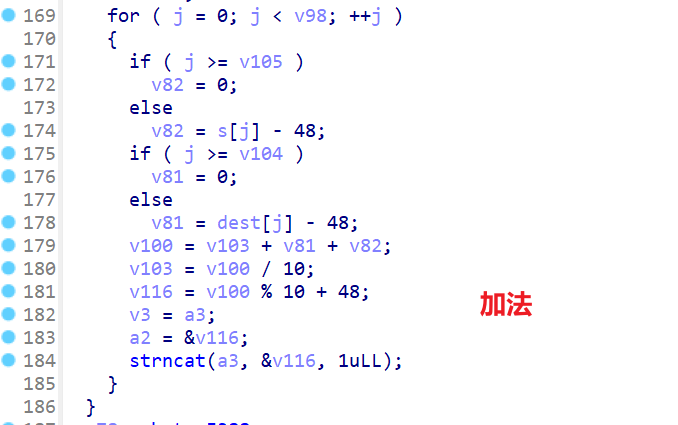 169 for ( j = 0; j < v98; ++j )
170 {
171 if ( j >= v105 )
172 v82 = 0;
173 else
174 v82 = s[j] - 48;
175 if ( j >= v104 )
176 v81 = 0;
177 else
178 v81 = dest[j] - 48;
179 v100 = v103 + v81 + v82;
180 v103 = v100 / 10;
181 v116 = v100 % 10 + 48;
加法
182 v3 = a3;
183 a2 = &v116;
184 strncat(a3, &v116, 1uLL);
185 }
186 }